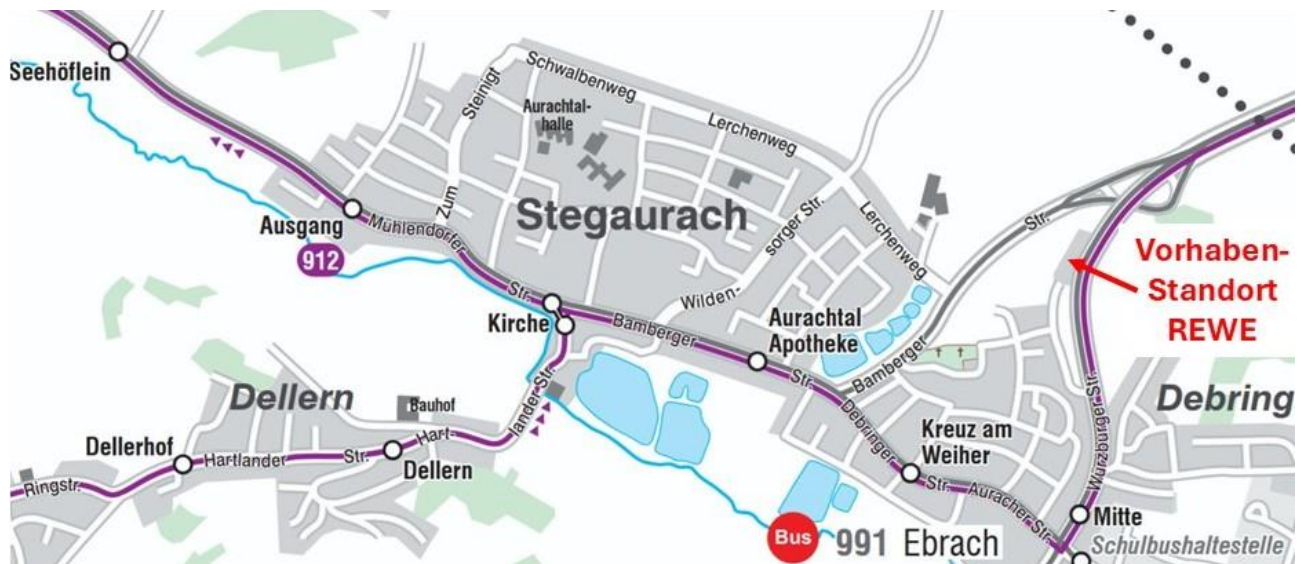 Seehöflein
Steinigt
Schwalbenweg
Aurachtal-
halle
Lerchenweg
Stegaurach
sorger Str.
Lerchenweg
Str.
Vorhaben-
Standort
REWE
Ausgang
912
Mühlendorfer
Zum
Str.
Kirche
Bamberger
Wilden-
Aurachtal
Apotheke
Str.
Bamberger
Debringer
Dellern
Bauhof
lander Str.
Hart-
Dellerhof
Hartlander
Str.
Dellern
Ringstr.
Kreuz am
Weiher
Str.
Auracher Str.
Würzburger Str
Debring
Mitte
Schulbushaltestelle
Bus
991 Ebrach